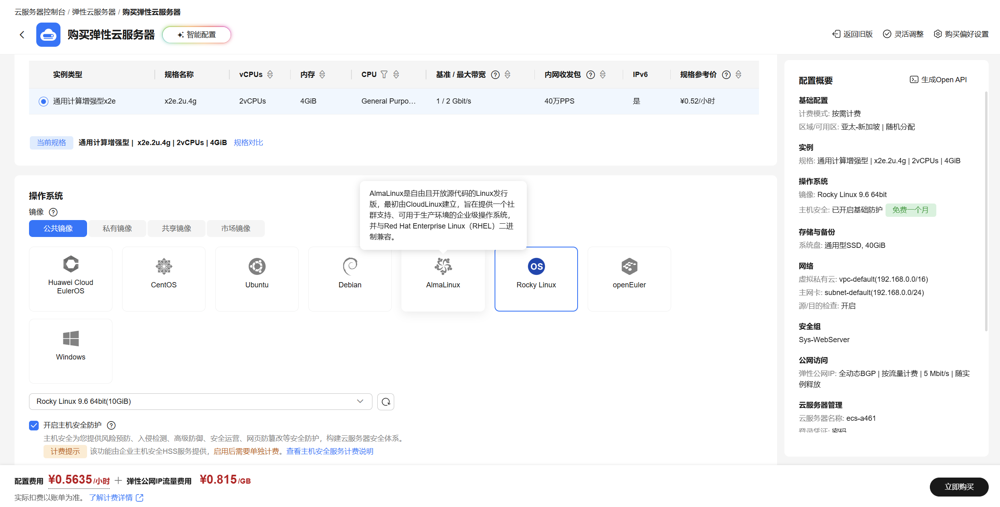 云服务器控制台 / 弹性云服务器 / 购买弹性云服务器
购买弹性云服务器
智能配置
返回旧版
灵活调整
购买偏好设置
实例类型 规格名称 vCPUs 内存 CPU 基准 / 最大带宽 内网收发包 IPv6 规格参考价
通用计算增强型x2e x2e.2u.4g 2vCPUs 4GiB General Purpo... 1 / 2 Gbit/s 40万PPS 是 ¥0.52/小时
当前规格 通用计算增强型 | x2e.2u.4g | 2vCPUs | 4GiB 规格对比
操作系统
镜像
公共镜像 私有镜像 共享镜像 市场镜像
AlmaLinux是自由且开放源代码的Linux发行
版，最初由CloudLinux建立，旨在提供一个社
群支持、可用于生产环境的企业级操作系统，
并与Red Hat Enterprise Linux（RHEL）二进
制兼容。
Huawei Cloud
EulerOS
CentOS
Ubuntu
Debian
AlmaLinux
OS
Rocky Linux
openEuler
Windows
Rocky Linux 9.6 64bit(10GiB)
开启主机安全防护
主机安全为您提供风险预防、入侵检测、高级防御、安全运营、网页防篡改等安全防护，构建云服务器安全体系。
计费提示 该功能由企业主机安全HSS服务提供，启用后需要单独计费。查看主机安全服务计费说明
配置概要
生成Open API
基础配置
计费模式: 按需计费
区域/可用区: 亚太-新加坡 | 随机分配
实例
规格: 通用计算增强型 | x2e.2u.4g | 2vCPUs | 4GiB
操作系统
镜像: Rocky Linux 9.6 64bit
主机安全: 已开启基础防护 免费一个月
存储与备份
系统盘: 通用型SSD, 40GiB
网络
虚拟私有云: vpc-default(192.168.0.0/16)
主网卡: subnet-default(192.168.0.0/24)
源/目的检查: 开启
安全组
Sys-WebServer
公网访问
弹性公网IP: 全动态BGP | 按流量计费 | 5 Mbit/s | 随实
例释放
云服务器管理
云服务器名称: ecs-a461
登录凭证: 密码
配置费用 ¥0.5635/小时 + 弹性公网IP流量费用 ¥0.815/GB
实际扣费以账单为准。 了解计费详情
立即购买